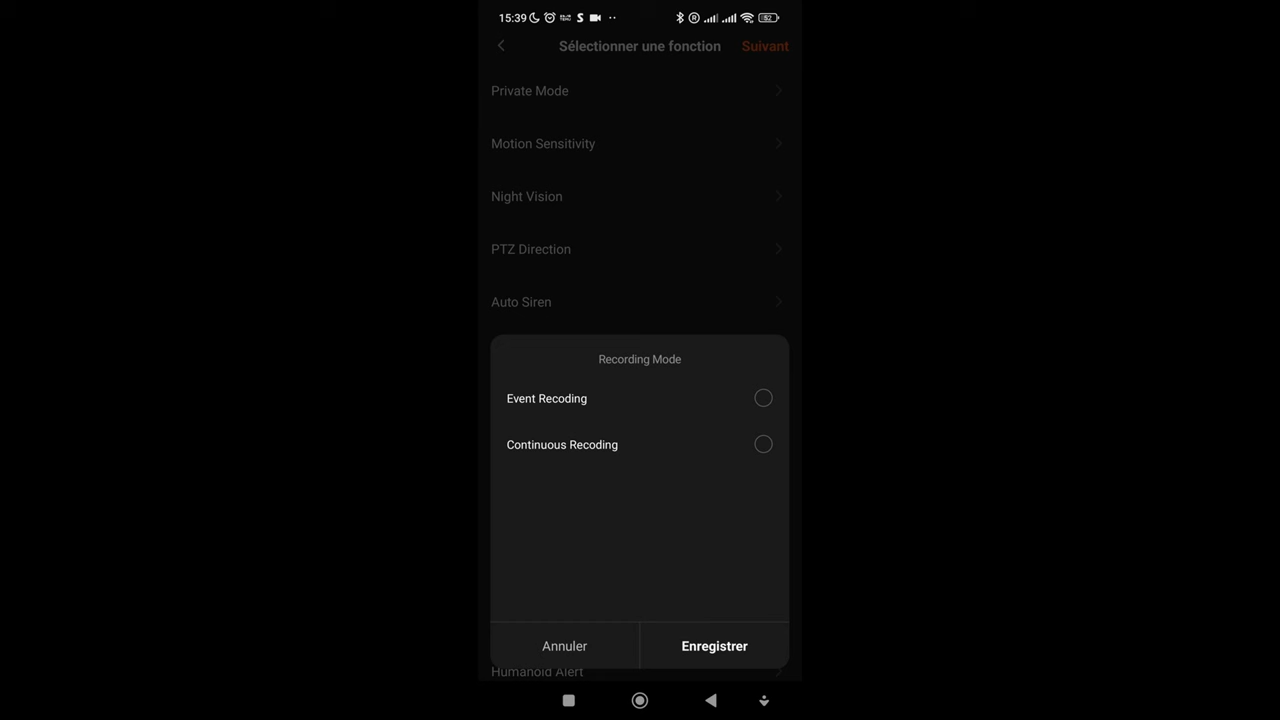 15:39
52
Sélectionner une fonction
Suivant
Private Mode
Motion Sensitivity
Night Vision
PTZ Direction
Auto Siren
Recording Mode
Event Recoding
Continuous Recoding
Annuler
Enregistrer
Humanoid Alert